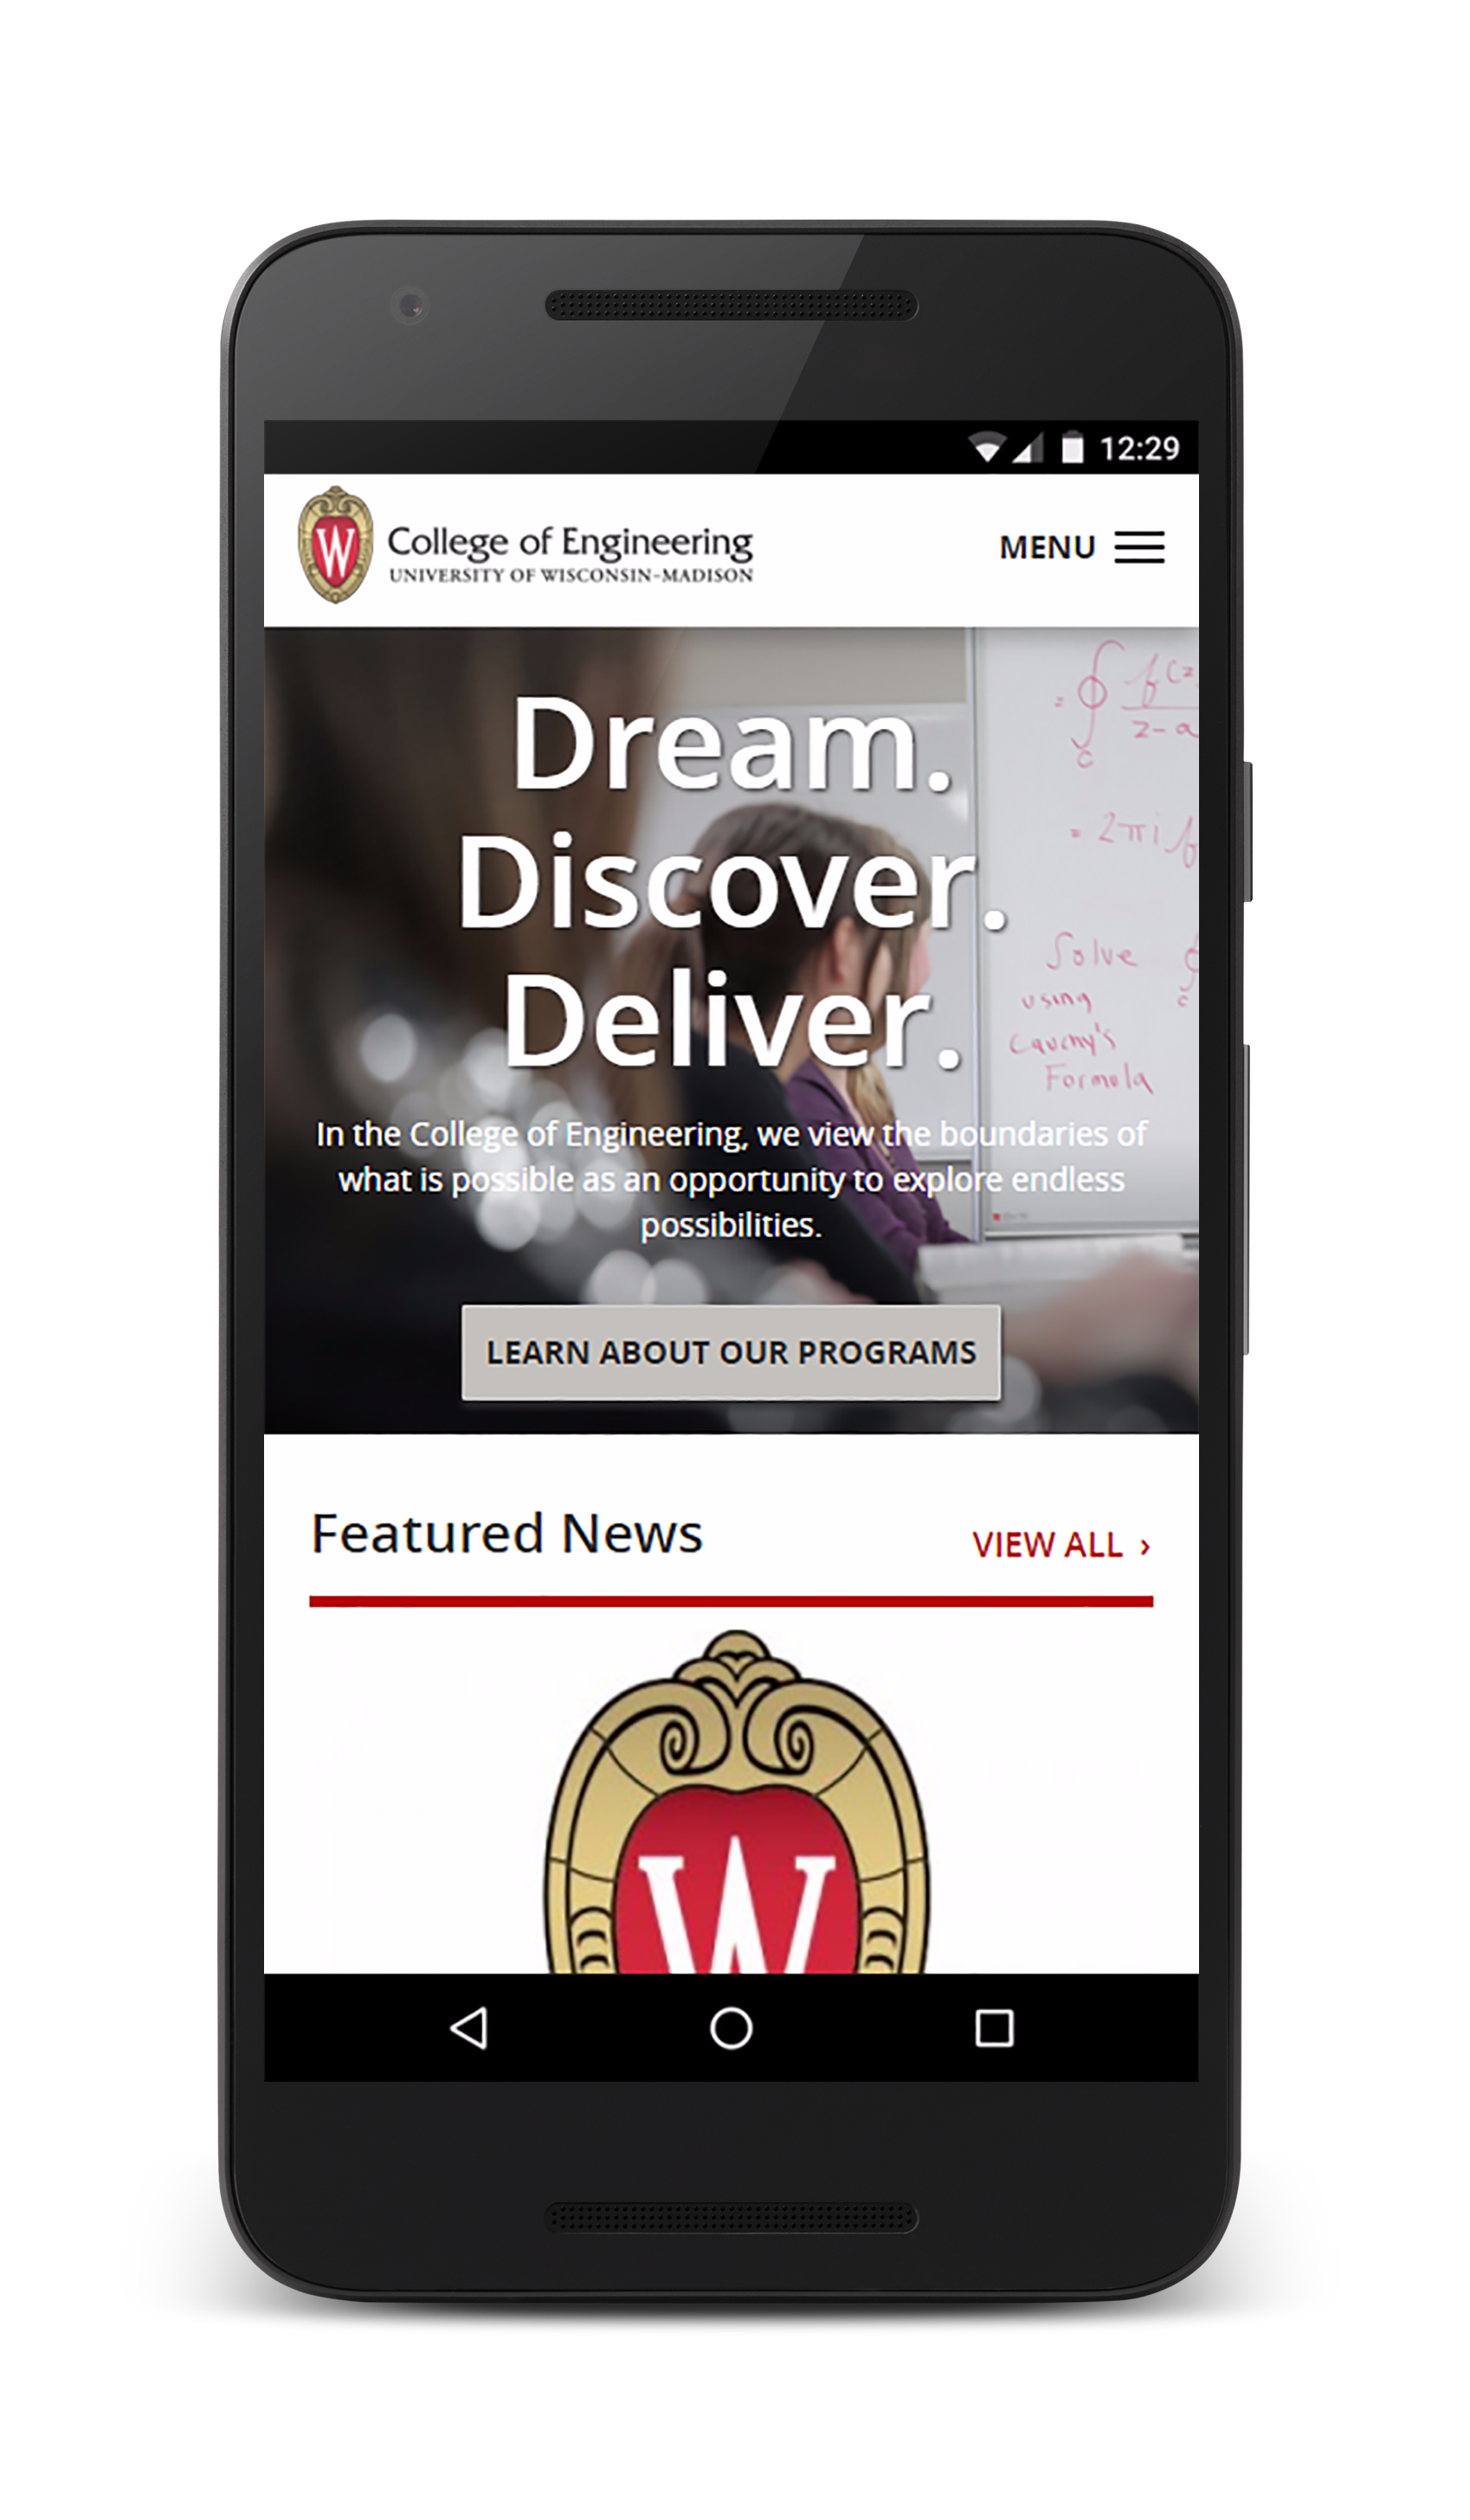 12:29
W
College of Engineering
UNIVERSITY OF WISCONSIN–MADISON
MENU
Dream.
Discover.
Deliver.
In the College of Engineering, we view the boundaries of
what is possible as an opportunity to explore endless
possibilities.
= 2πi
Solve
using
Cauchy's
Formula
LEARN ABOUT OUR PROGRAMS
Featured News
VIEW ALL ›
W